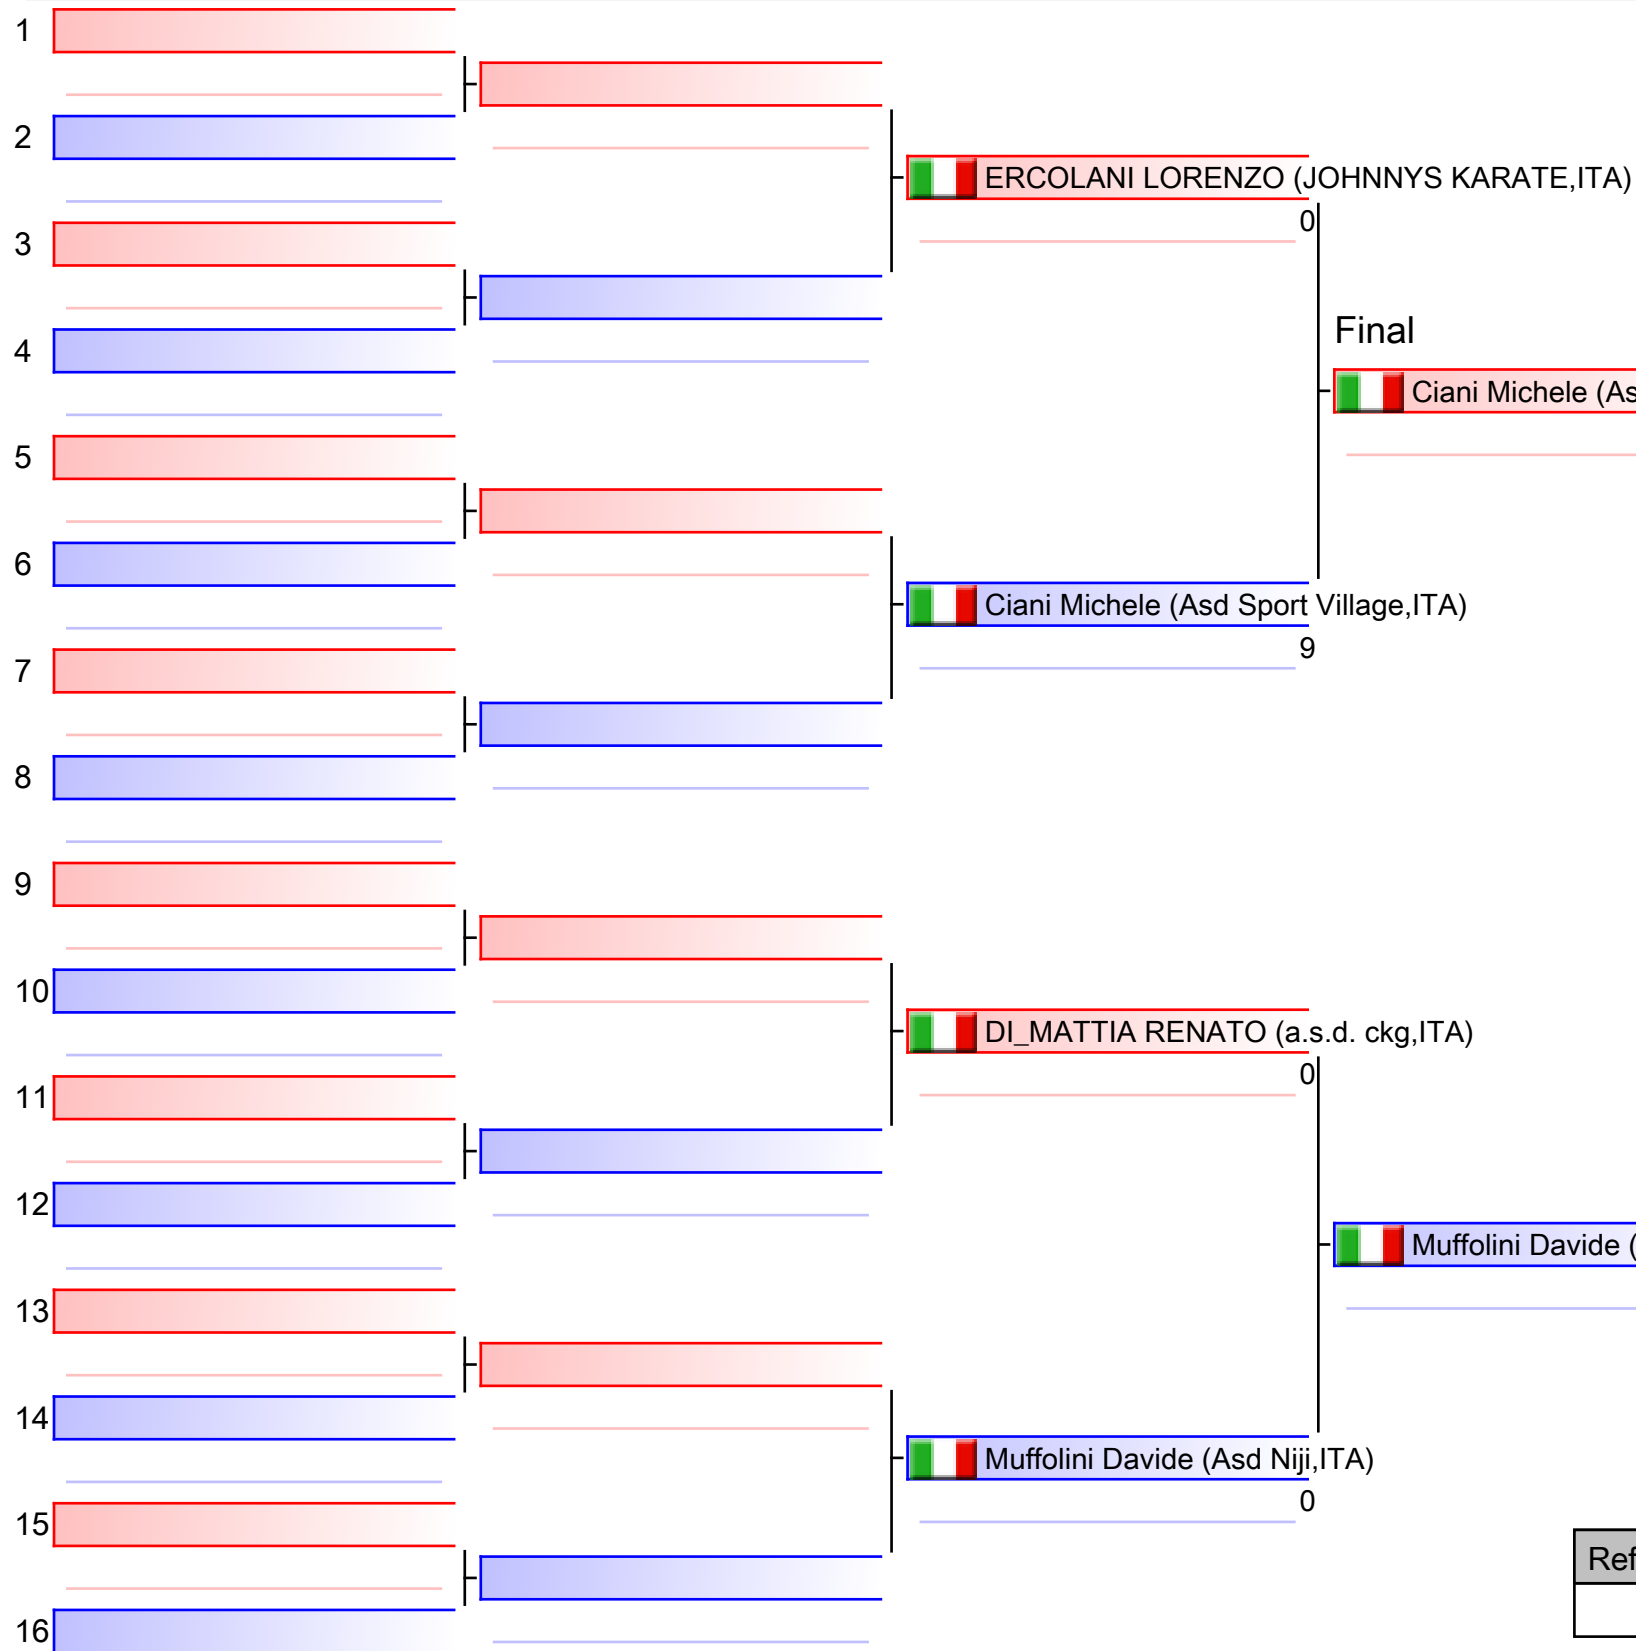 1
2
ERCOLANI LORENZO (JOHNNYS KARATE,ITA)
0
3
Final
4
Ciani Michele (As
5
6
Ciani Michele (Asd Sport Village,ITA)
9
7
8
9
10
DI_MATTIA RENATO (a.s.d. ckg,ITA)
0
11
12
Muffolini Davide (
13
14
Muffolini Davide (Asd Niji,ITA)
0
15
Ref
16